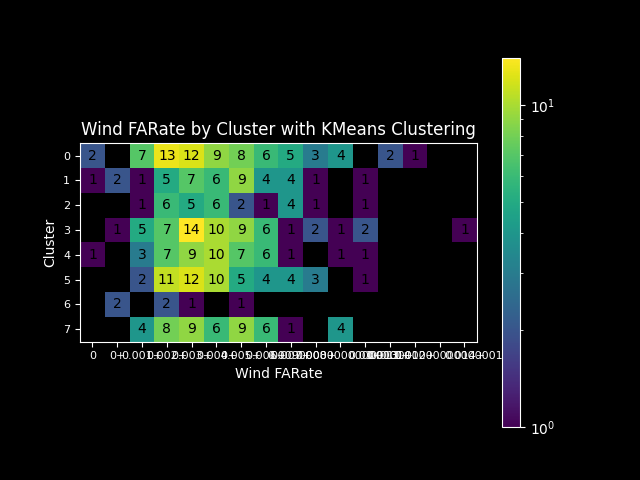 Wind FARate by Cluster with KMeans Clustering
0 2 7 13 12 9 8 6 5 3 4 2 1
1 1 2 1 5 7 6 9 4 4 1 1
2 1 6 5 6 2 1 4 1 1
3 1 5 7 14 10 9 6 1 2 1 2 1
4 1 3 7 9 10 7 6 1 1 1
5 2 11 12 10 5 4 4 3 1
6 2 2 1 1
7 4 8 9 6 9 6 1 4
0
Wind FARate
Cluster
10¹
10⁰